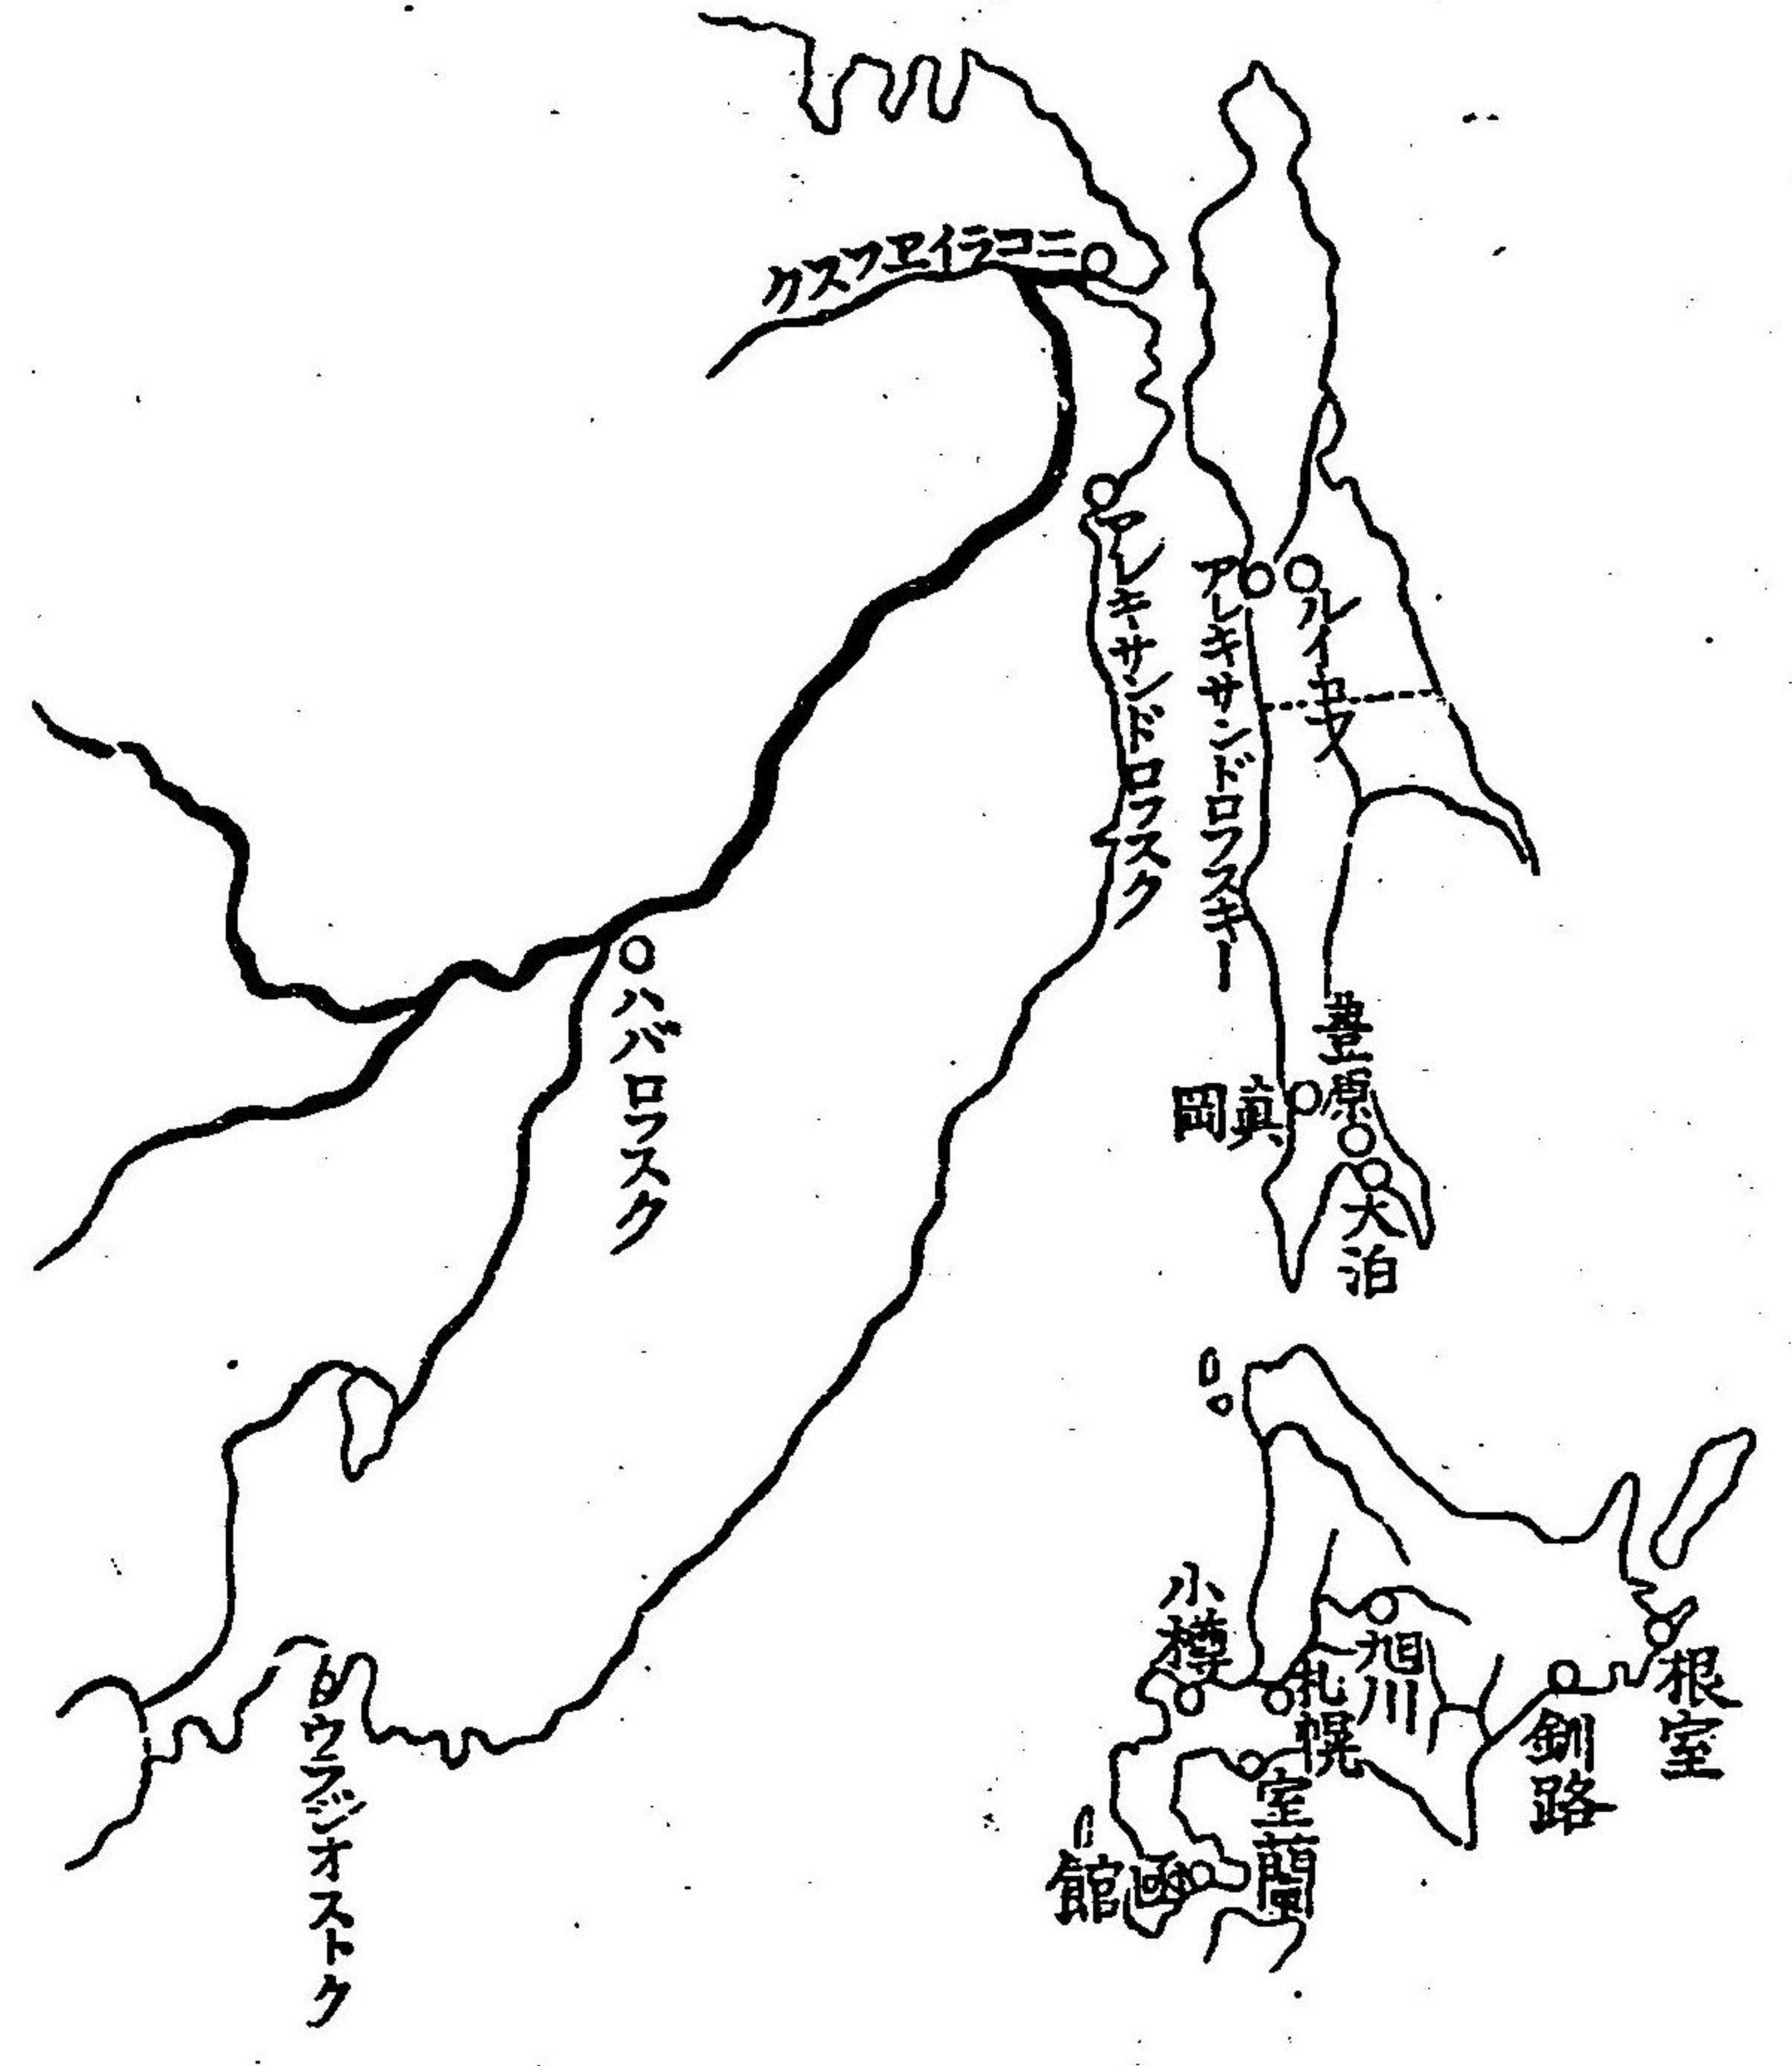 ニコライヱフスク
アレキサンドロフスク
アレキサンドロフスキー
ルイコフ
ハバロフスク
豊原
眞岡
大泊
小樽
旭川
札幌
根室
釧路
室蘭
函館
ウラジオストク